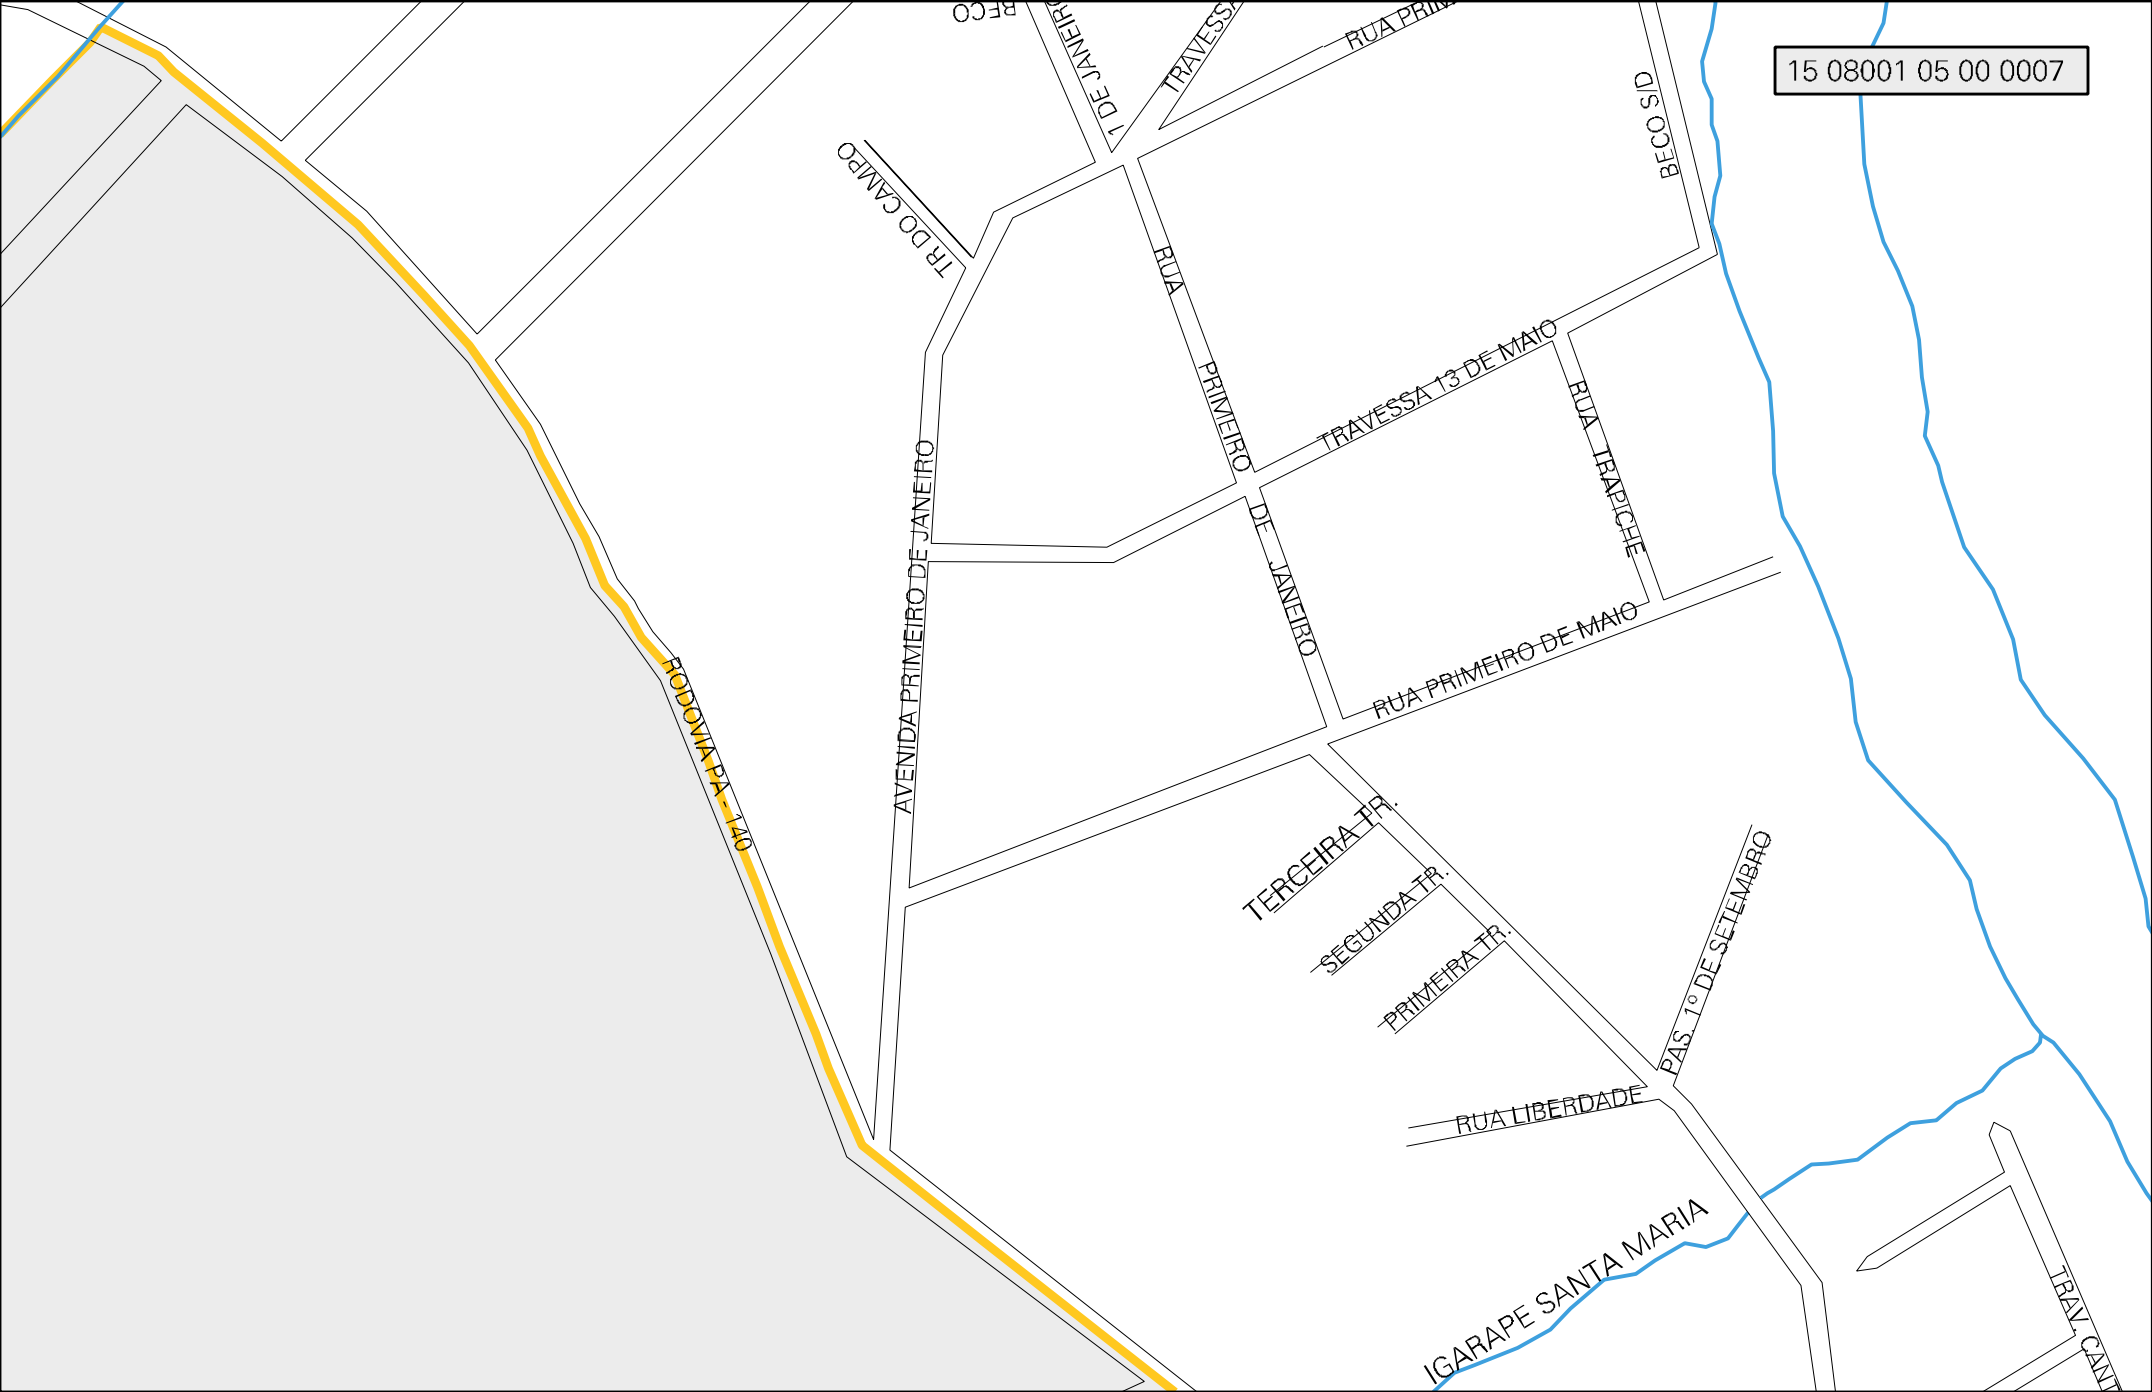 BECO
1 DE JANEIRO
TRAVESSA
RUA PRIM
15 08001 05 00 0007
BECO S/D
TR DO CAMPO
RUA PRIMEIRO DE JANEIRO
TRAVESSA 13 DE MAIO
RUA TRAPICHE
AVENIDA PRIMEIRO DE JANEIRO
RUA PRIMEIRO DE MAIO
RODOVIA PA - 140
TERCEIRA TR.
SEGUNDA TR.
PRIMEIRA TR.
PAS. 1º DE SETEMBRO
RUA LIBERDADE
IGARAPE SANTA MARIA
TRAV. CANT